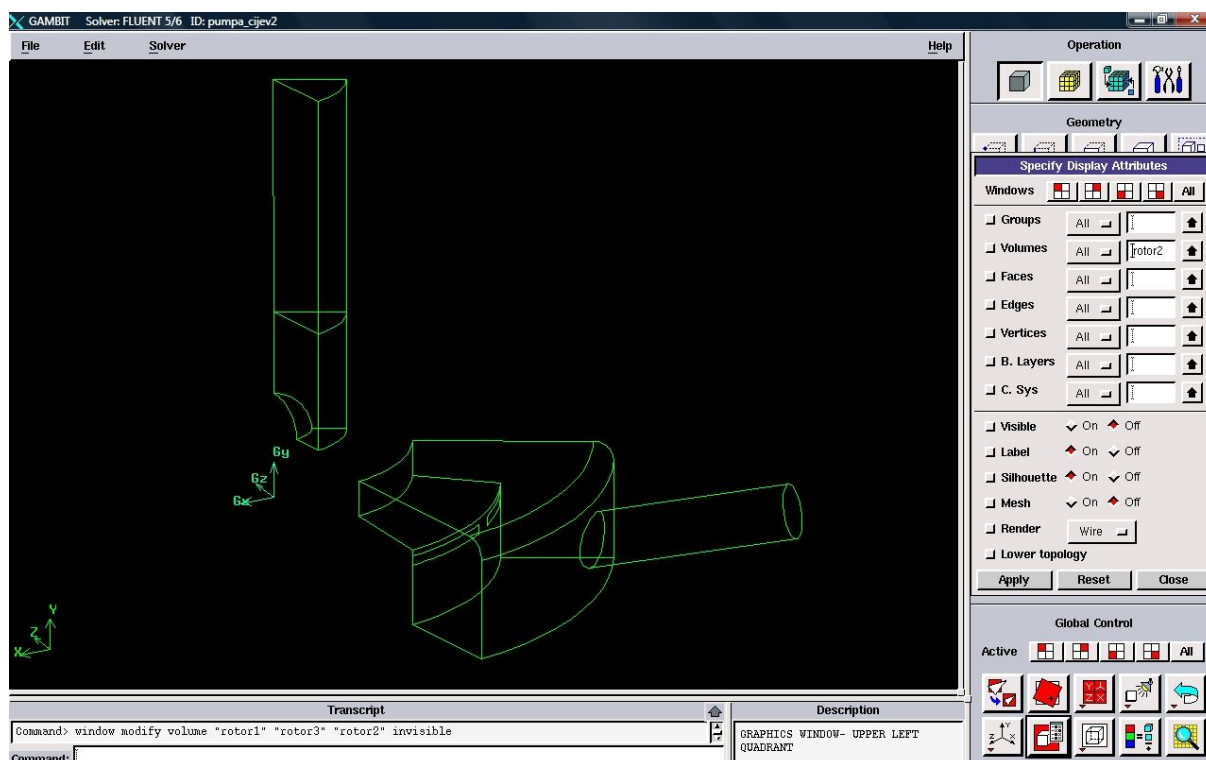 GAMBIT Solver: FLUENT 5/6 ID: pumpa_cijev2
File Edit Solver Help
Gy
Gz
Gx
Y
Z
X
Transcript
command> window modify volume "rotor1" "rotor3" "rotor2" invisible
Command:
Description
GRAPHICS WINDOW- UPPER LEFT
QUADRANT
Operation
Geometry
Specify Display Attributes
Windows All
Groups All
Volumes All rotor2
Faces All
Edges All
Vertices All
B. Layers All
C. Sys All
Visible On Off
Label On Off
Silhouette On Off
Mesh On Off
Render Wire
Lower topology
Apply Reset Close
Global Control
Active All